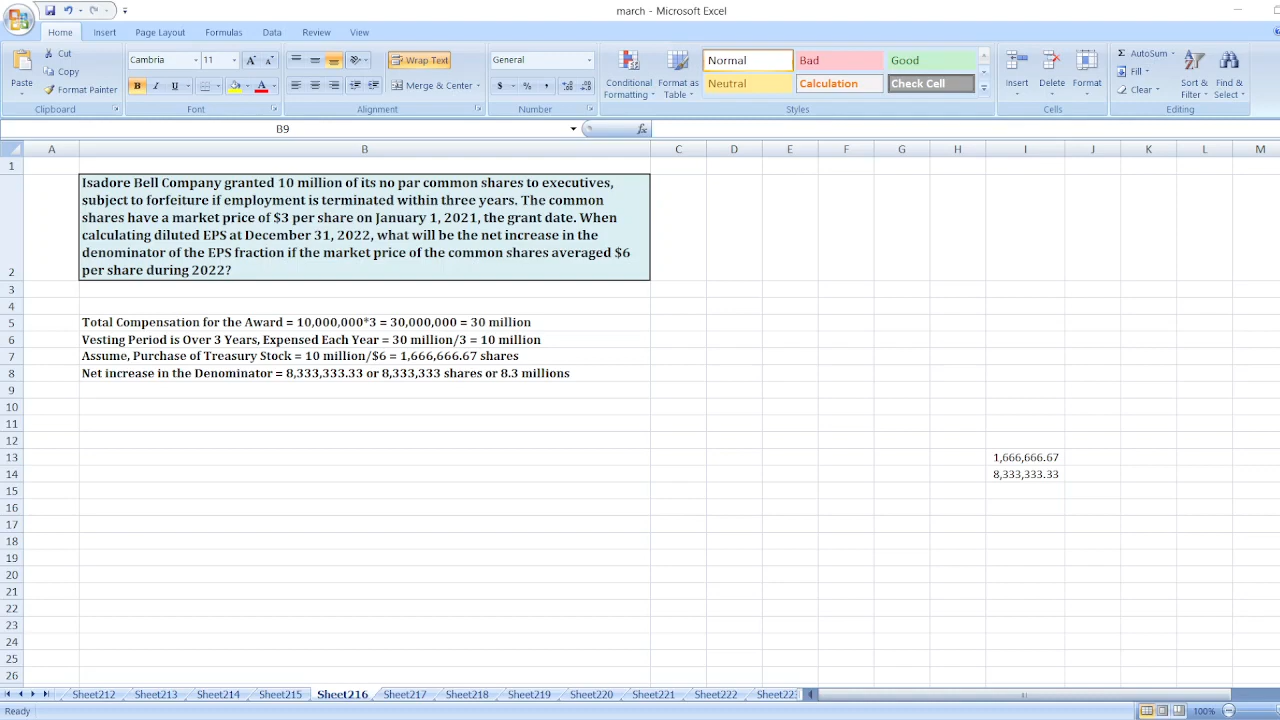 march - Microsoft Excel
Home Insert Page Layout Formulas Data Review View
Cut
Copy
Format Painter
Paste
Clipboard
Cambria 11
B I U
Font
Wrap Text
Merge & Center
Alignment
General
$ % ,
Number
Conditional Formatting
Format as Table
Normal Bad Good
Neutral Calculation Check Cell
Styles
Insert Delete Format
Cells
Σ AutoSum
Fill
Clear
Sort & Filter
Find & Select
Editing
B9 fx
A B C D E F G H I J K L M
1
Isadore Bell Company granted 10 million of its no par common shares to executives,
subject to forfeiture if employment is terminated within three years. The common
shares have a market price of $3 per share on January 1, 2021, the grant date. When
calculating diluted EPS at December 31, 2022, what will be the net increase in the
denominator of the EPS fraction if the market price of the common shares averaged $6
2 per share during 2022?
3
4
5 Total Compensation for the Award = 10,000,000*3 = 30,000,000 = 30 million
6 Vesting Period is Over 3 Years, Expensed Each Year = 30 million/3 = 10 million
7 Assume, Purchase of Treasury Stock = 10 million/$6 = 1,666,666.67 shares
8 Net increase in the Denominator = 8,333,333.33 or 8,333,333 shares or 8.3 millions
9
10
11
12
13 1,666,666.67
14 8,333,333.33
15
16
17
18
19
20
21
22
23
24
25
26
Sheet212 Sheet213 Sheet214 Sheet215 Sheet216 Sheet217 Sheet218 Sheet219 Sheet220 Sheet221 Sheet222 Sheet22
Ready 100%